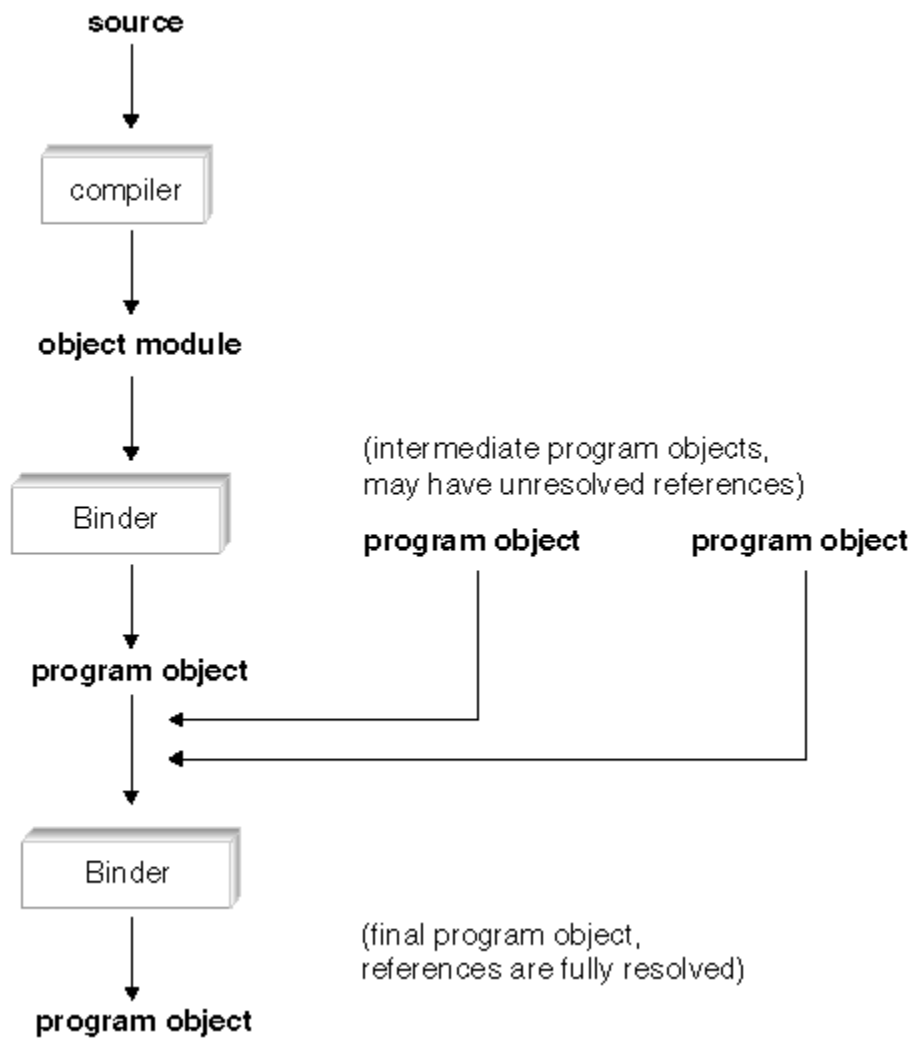 source
compiler
object module
(intermediate program objects,
may have unresolved references)
Binder
program object
program object
program object
Binder
(final program object,
references are fully resolved)
program object